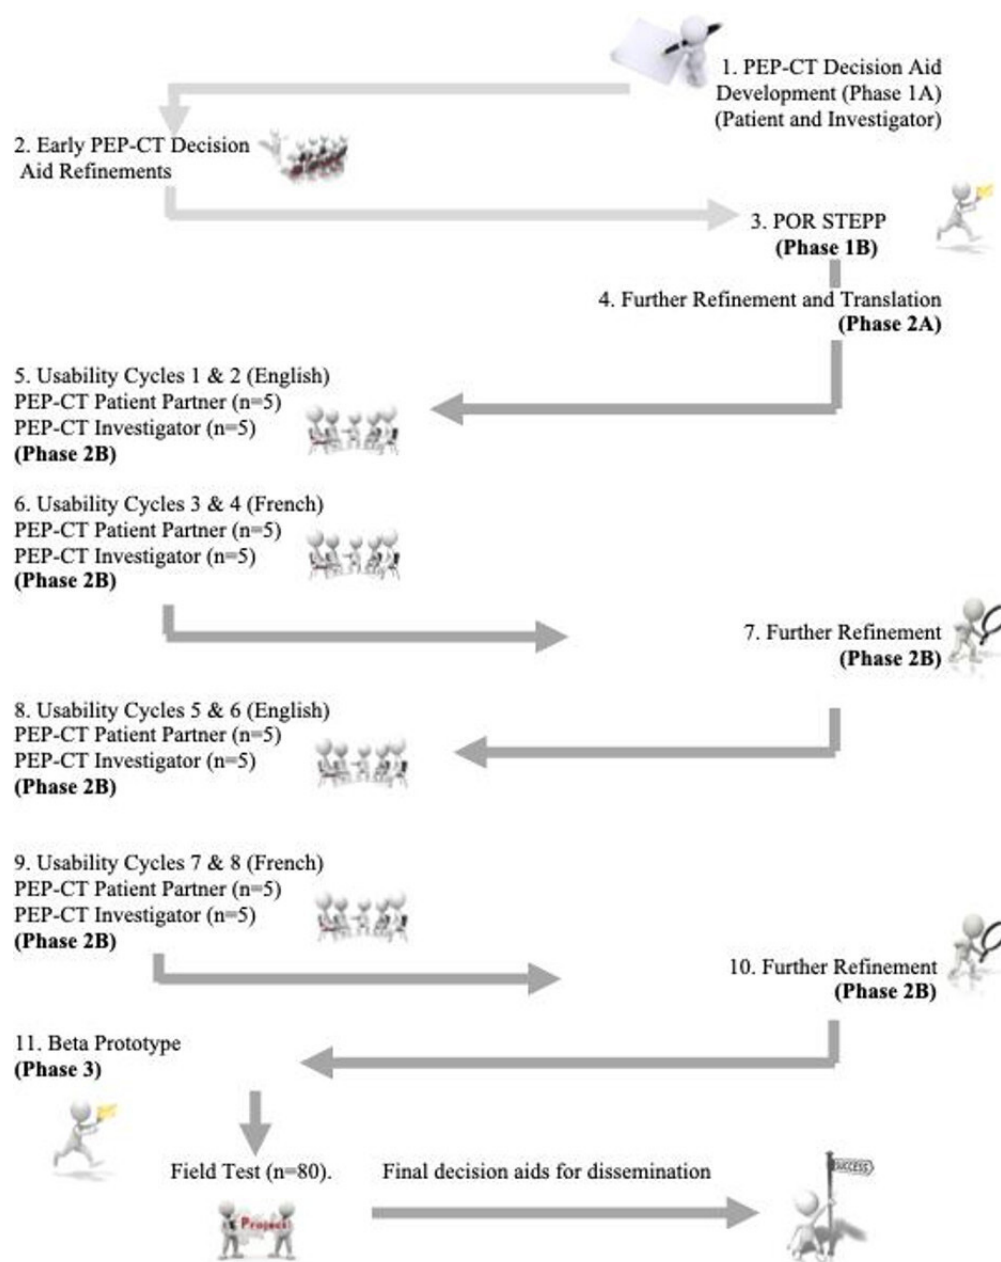 1. PEP-CT Decision Aid
Development (Phase 1A)
(Patient and Investigator)
2. Early PEP-CT Decision
Aid Refinements
3. POR STEPP
(Phase 1B)
4. Further Refinement and Translation
(Phase 2A)
5. Usability Cycles 1 & 2 (English)
PEP-CT Patient Partner (n=5)
PEP-CT Investigator (n=5)
(Phase 2B)
6. Usability Cycles 3 & 4 (French)
PEP-CT Patient Partner (n=5)
PEP-CT Investigator (n=5)
(Phase 2B)
7. Further Refinement
(Phase 2B)
8. Usability Cycles 5 & 6 (English)
PEP-CT Patient Partner (n=5)
PEP-CT Investigator (n=5)
(Phase 2B)
9. Usability Cycles 7 & 8 (French)
PEP-CT Patient Partner (n=5)
PEP-CT Investigator (n=5)
(Phase 2B)
10. Further Refinement
(Phase 2B)
11. Beta Prototype
(Phase 3)
Field Test (n=80).
Final decision aids for dissemination
SUCCESS
Project